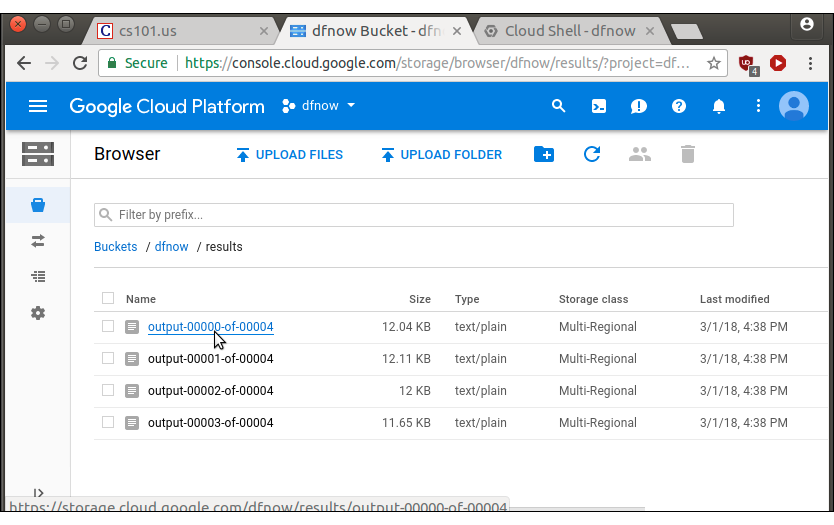 C cs101.us
dfnow Bucket - dfn
Cloud Shell - dfnow
Secure https://console.cloud.google.com/storage/browser/dfnow/results/?project=df...
4
Google Cloud Platform dfnow
Browser UPLOAD FILES UPLOAD FOLDER
Filter by prefix...
Buckets / dfnow / results
Name Size Type Storage class Last modified
output-00000-of-00004 12.04 KB text/plain Multi-Regional 3/1/18, 4:38 PM
output-00001-of-00004 12.11 KB text/plain Multi-Regional 3/1/18, 4:38 PM
output-00002-of-00004 12 KB text/plain Multi-Regional 3/1/18, 4:38 PM
output-00003-of-00004 11.65 KB text/plain Multi-Regional 3/1/18, 4:38 PM
https://storage.cloud.google.com/dfnow/results/output-00000-of-00004